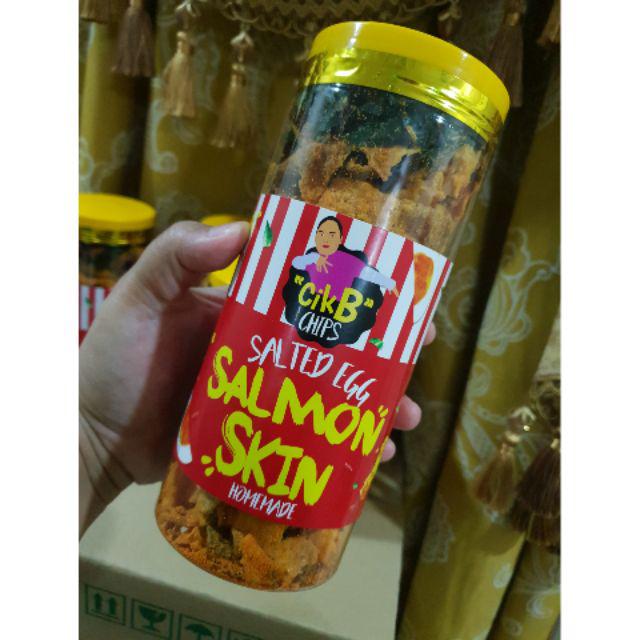 "CikB"
CHIPS
SALTED EGG
SALMON
SKIN
HOMEMADE